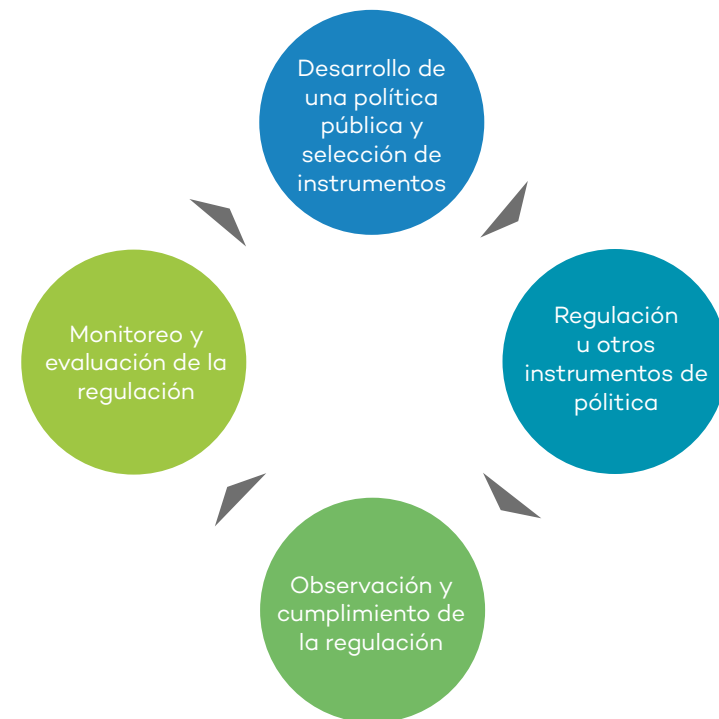 Desarrollo de
una política
pública y
selección de
instrumentos
Regulación
u otros
instrumentos de
pólitica
Observación y
cumplimiento de
la regulación
Monitoreo y
evaluación de la
regulación